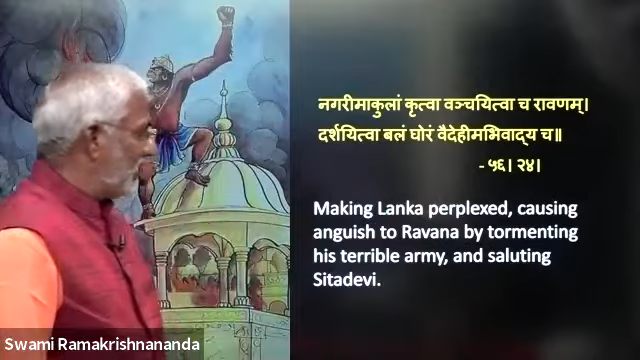 नगरीमाकुलां कृत्वा वञ्चयित्वा च रावणम्।
दर्शयित्वा बलं घोरं वैदेहीमभिवाद्य च॥
- ५६। २४।
Making Lanka perplexed, causing
anguish to Ravana by tormenting
his terrible army, and saluting
Sitadevi.
Swami Ramakrishnananda